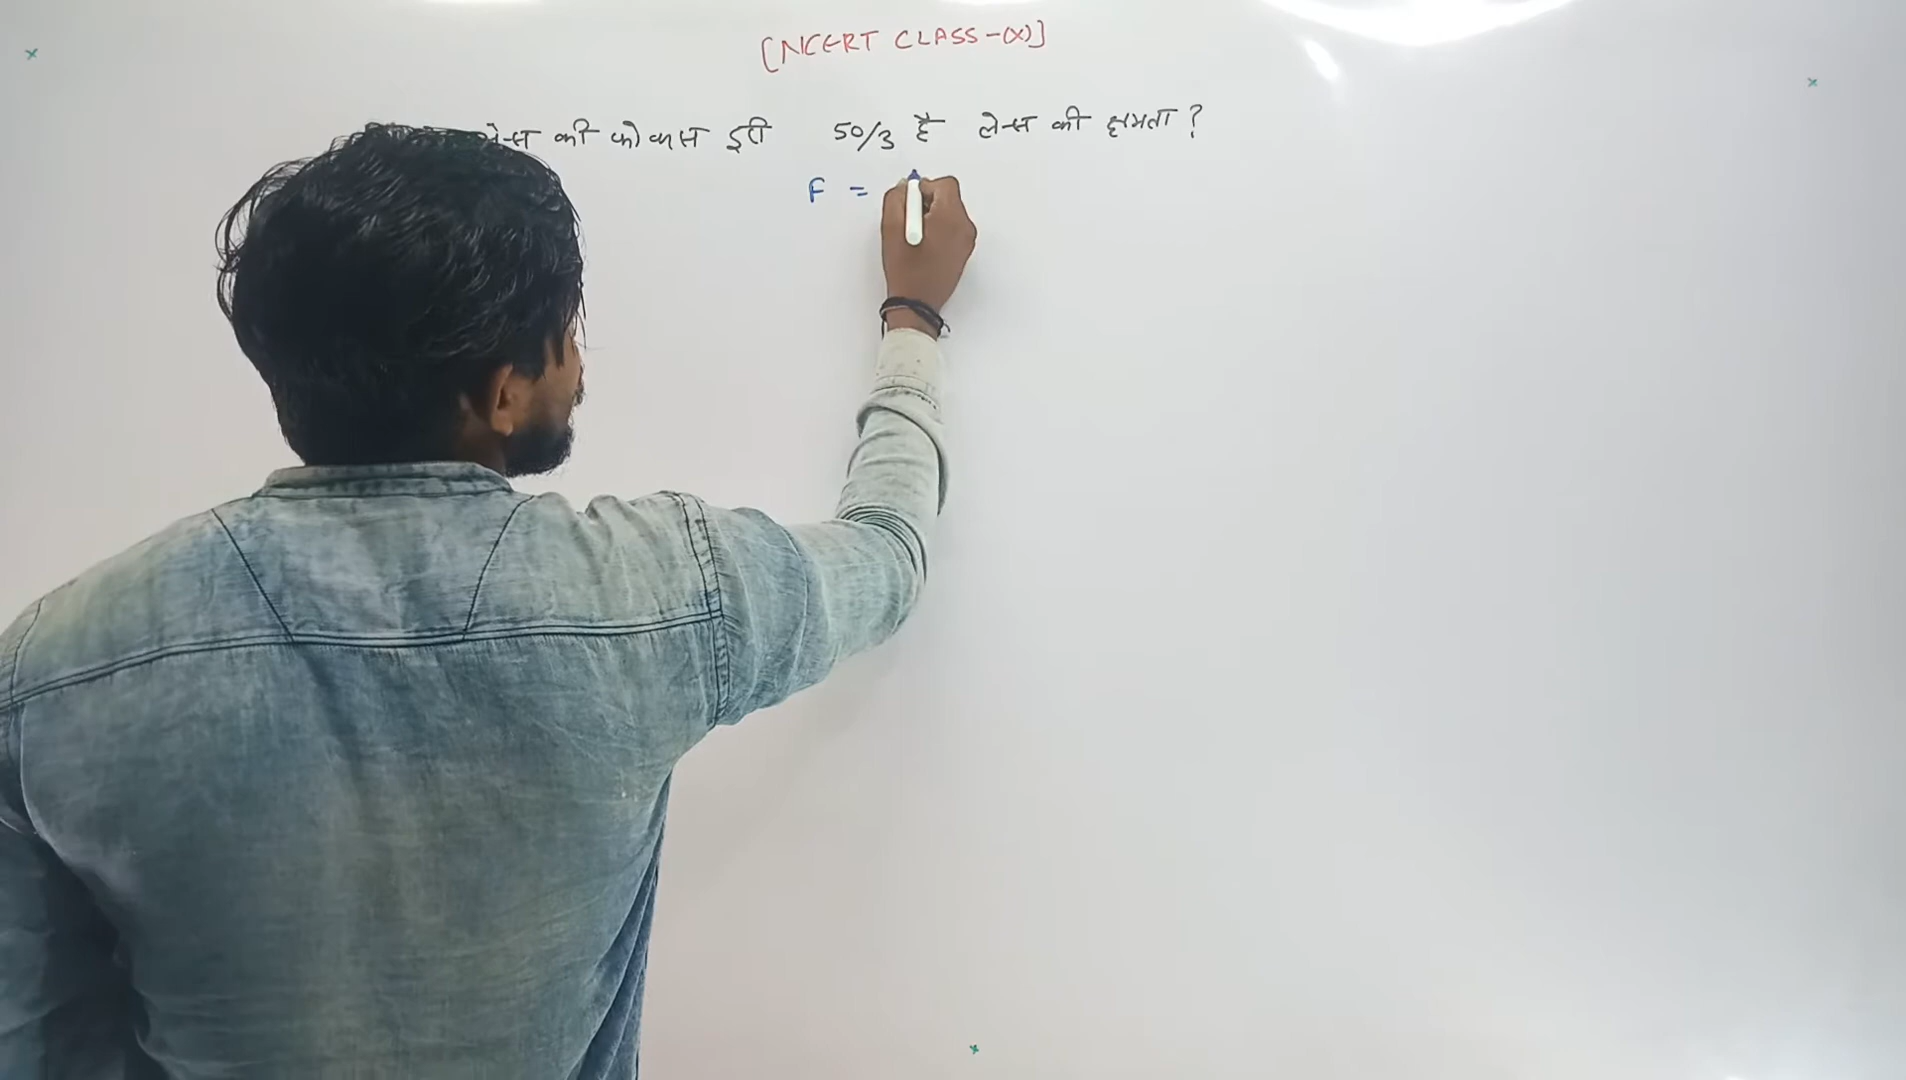 [NCERT CLASS-(X)]
लेन्स की फोकस दूरी 50/3 है लेन्स की क्षमता ?
F =